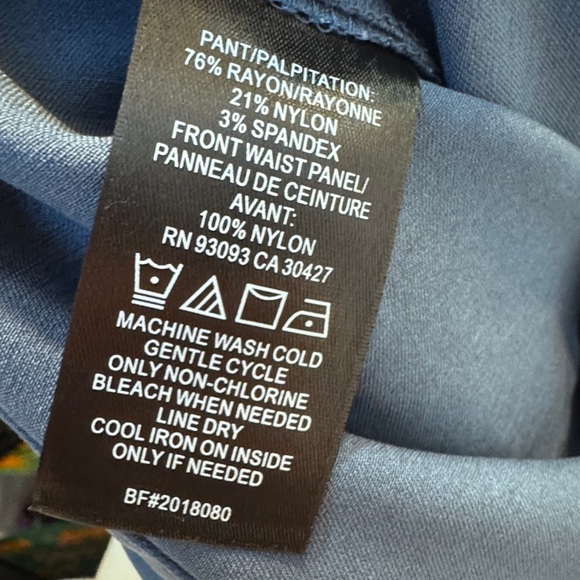 PANT/PALPITATION:
76% RAYON/RAYONNE
21% NYLON
3% SPANDEX
FRONT WAIST PANEL/
PANNEAU DE CEINTURE
AVANT:
100% NYLON
RN 93093 CA 30427
MACHINE WASH COLD
GENTLE CYCLE
ONLY NON-CHLORINE
BLEACH WHEN NEEDED
LINE DRY
COOL IRON ON INSIDE
ONLY IF NEEDED
BF#2018080